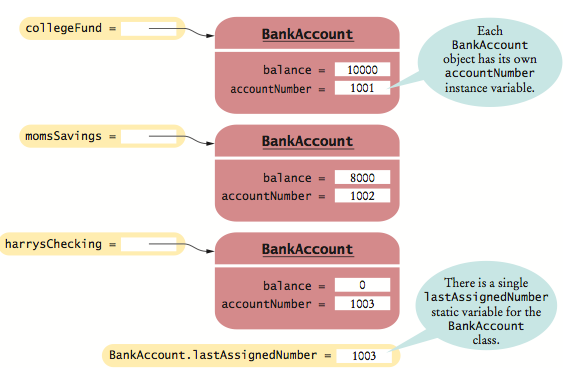 collegeFund =
BankAccount
balance = 10000
accountNumber = 1001
Each
BankAccount
object has its own
accountNumber
instance variable.
momsSavings =
BankAccount
balance = 8000
accountNumber = 1002
harrysChecking =
BankAccount
balance = 0
accountNumber = 1003
There is a single
lastAssignedNumber
static variable for the
BankAccount
class.
BankAccount.lastAssignedNumber = 1003